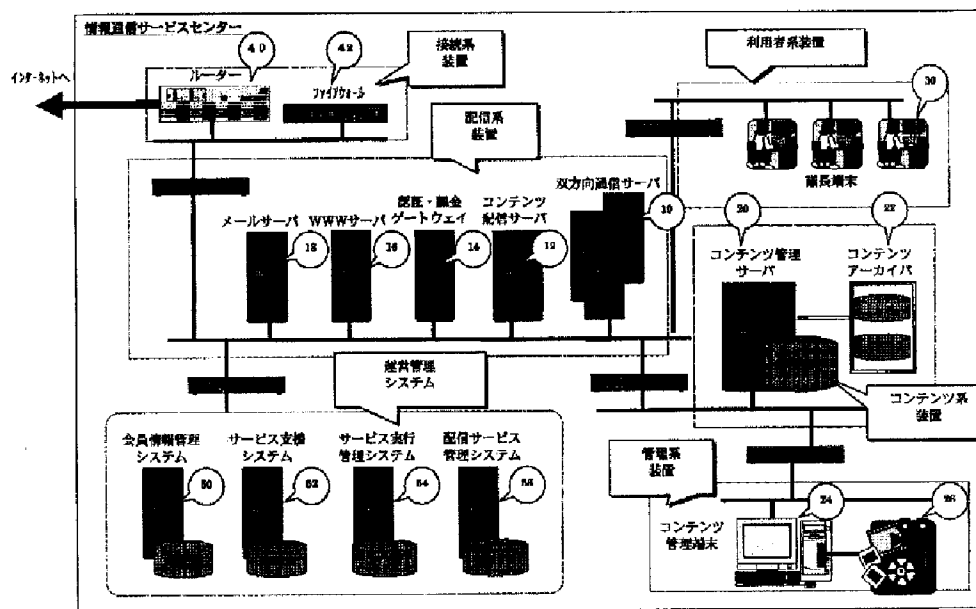 情報通信サービスセンター
インターネットへ
ルーター
40
42
ファイアウォール
接続系
装置
利用者系装置
30
配信系
装置
メールサーバ
18
WWWサーバ
16
認証・課金
ゲートウェイ
14
コンテンツ
配信サーバ
12
双方向通信サーバ
10
コンテンツ管理
サーバ
20
コンテンツ
アーカイバ
22
コンテンツ系
装置
運営管理
システム
会員情報管理
システム
50
サービス支援
システム
52
サービス実行
管理システム
54
配信サービス
管理システム
56
管理系
装置
コンテンツ
管理端末
24
26